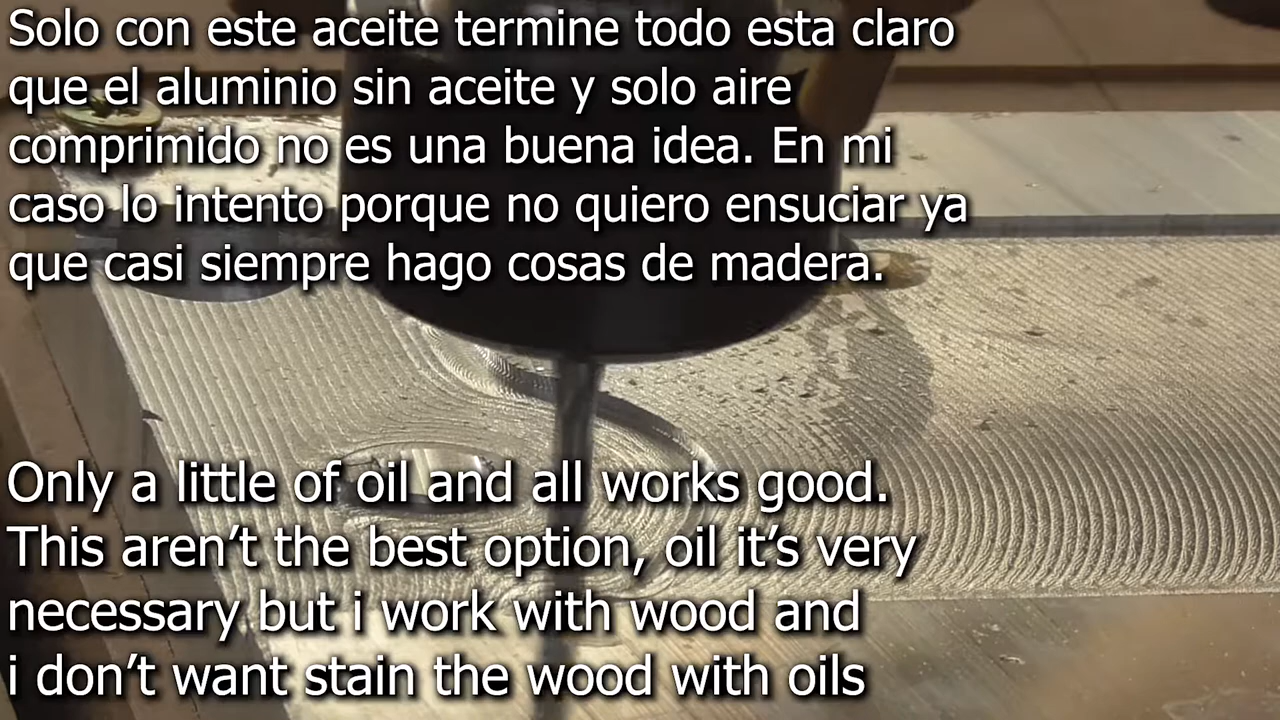 Solo con este aceite termine todo esta claro
que el aluminio sin aceite y solo aire
comprimido no es una buena idea. En mi
caso lo intento porque no quiero ensuciar ya
que casi siempre hago cosas de madera.
Only a little of oil and all works good.
This aren't the best option, oil it's very
necessary but i work with wood and
i don't want stain the wood with oils